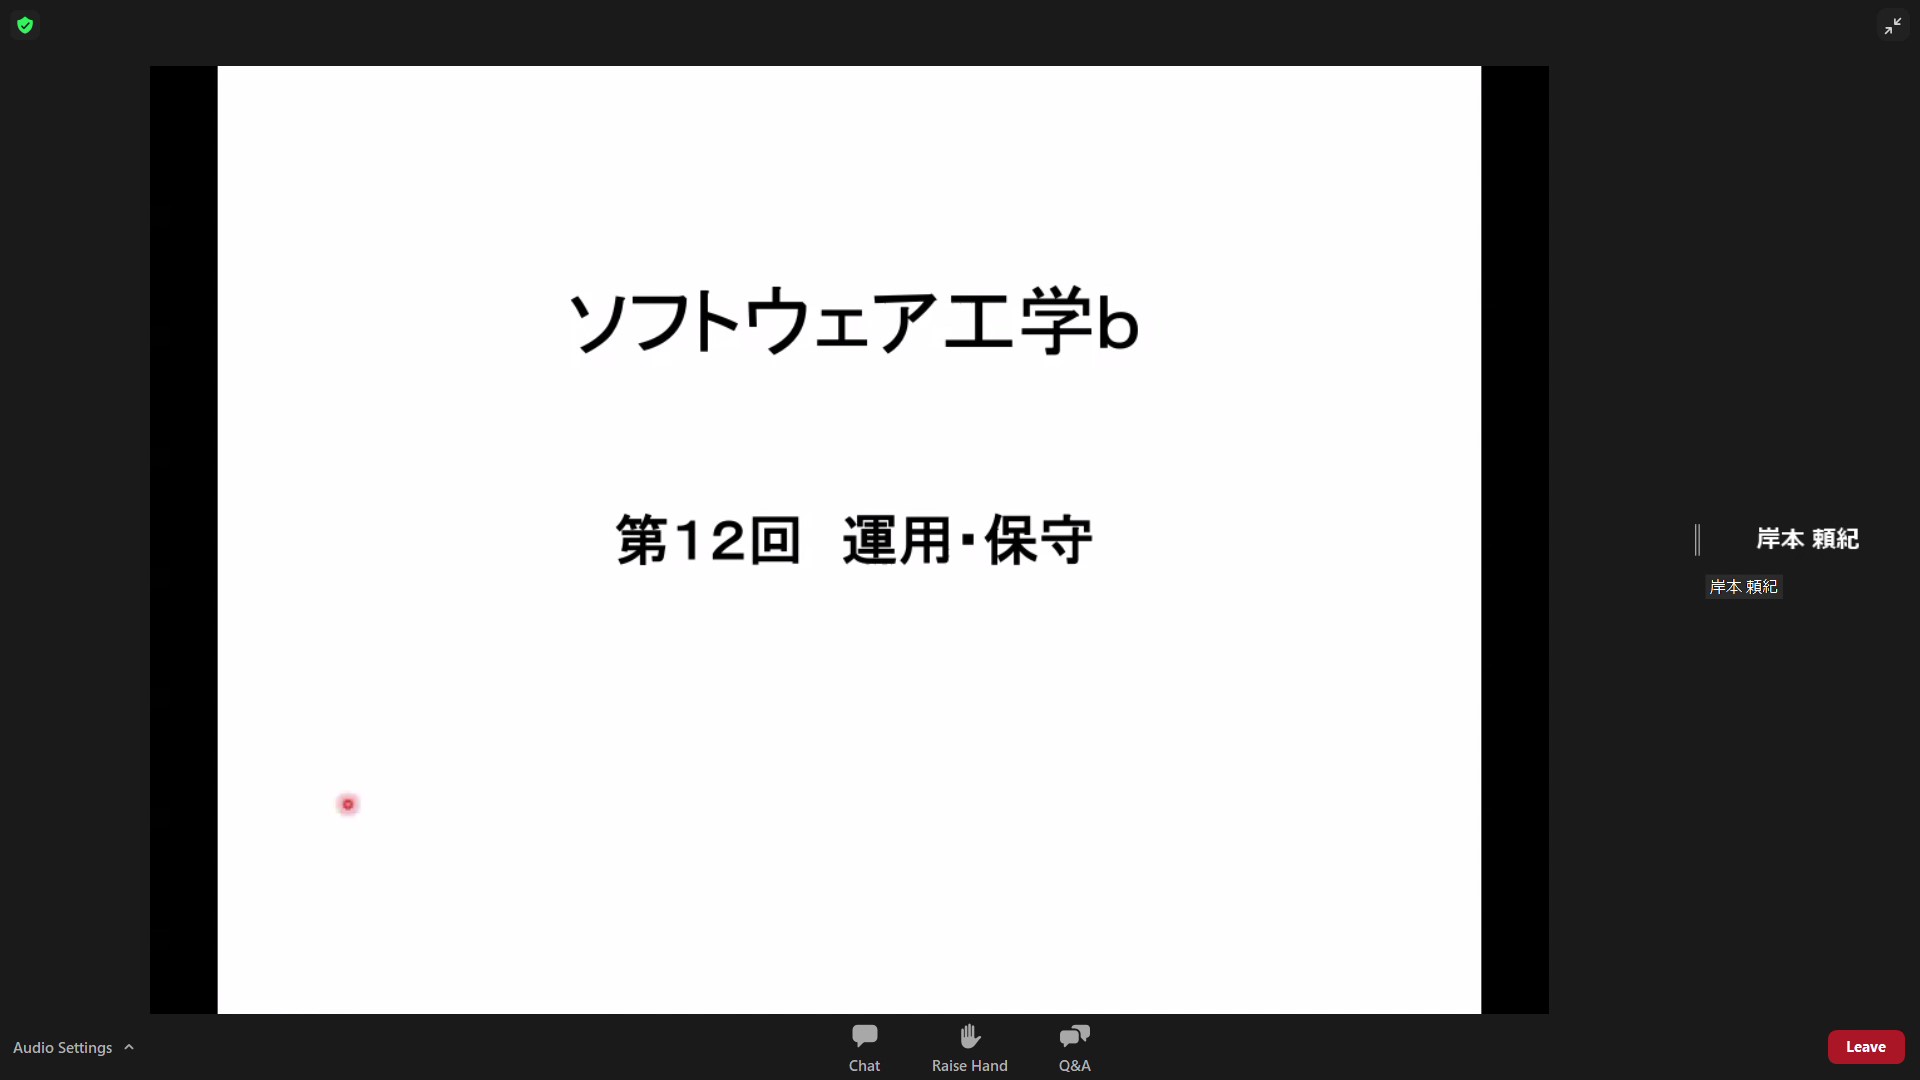 ソフトウェア工学b
第12回　運用・保守
岸本 頼紀
岸本 頼紀
Audio Settings
Chat
Raise Hand
Q&A
Leave